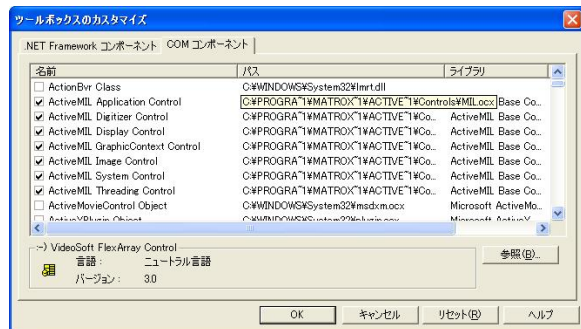 ツールボックスのカスタマイズ
.NET Framework コンポーネント COM コンポーネント
名前 パス ライブラリ
ActionBvr Class C:¥WINDOWS¥System32¥lmrt.dll
ActiveMIL Application Control C:¥PROGRA~1¥MATROX~1¥ACTIVE~1¥Controls¥MIL.ocx Base Co...
ActiveMIL Digitizer Control C:¥PROGRA~1¥MATROX~1¥ACTIVE~1¥Co... ActiveMIL Base Co...
ActiveMIL Display Control C:¥PROGRA~1¥MATROX~1¥ACTIVE~1¥Co... ActiveMIL Base Co...
ActiveMIL GraphicContext Control C:¥PROGRA~1¥MATROX~1¥ACTIVE~1¥Co... ActiveMIL Base Co...
ActiveMIL Image Control C:¥PROGRA~1¥MATROX~1¥ACTIVE~1¥Co... ActiveMIL Base Co...
ActiveMIL System Control C:¥PROGRA~1¥MATROX~1¥ACTIVE~1¥Co... ActiveMIL Base Co...
ActiveMIL Threading Control C:¥PROGRA~1¥MATROX~1¥ACTIVE~1¥Co... ActiveMIL Base Co...
ActiveMovieControl Object C:¥WINDOWS¥System32¥msdxm.ocx Microsoft ActiveMo...
:-) VideoSoft FlexArray Control
言語: ニュートラル言語
バージョン: 3.0
参照(B)...
OK キャンセル リセット(R) ヘルプ